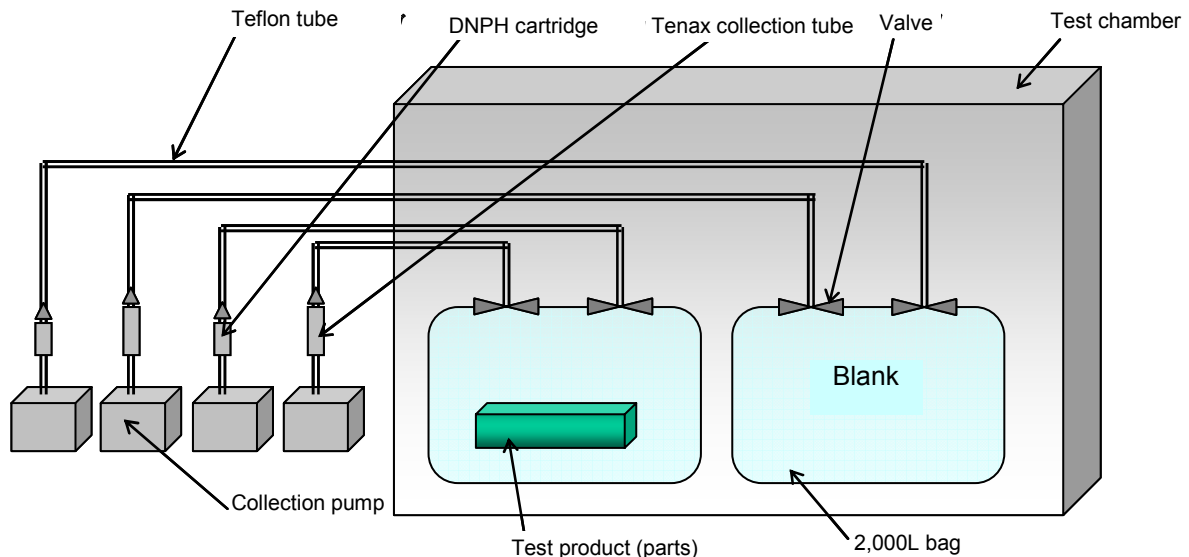 Teflon tube
DNPH cartridge
Tenax collection tube
Valve
Test chamber
Blank
Collection pump
Test product (parts)
2,000L bag